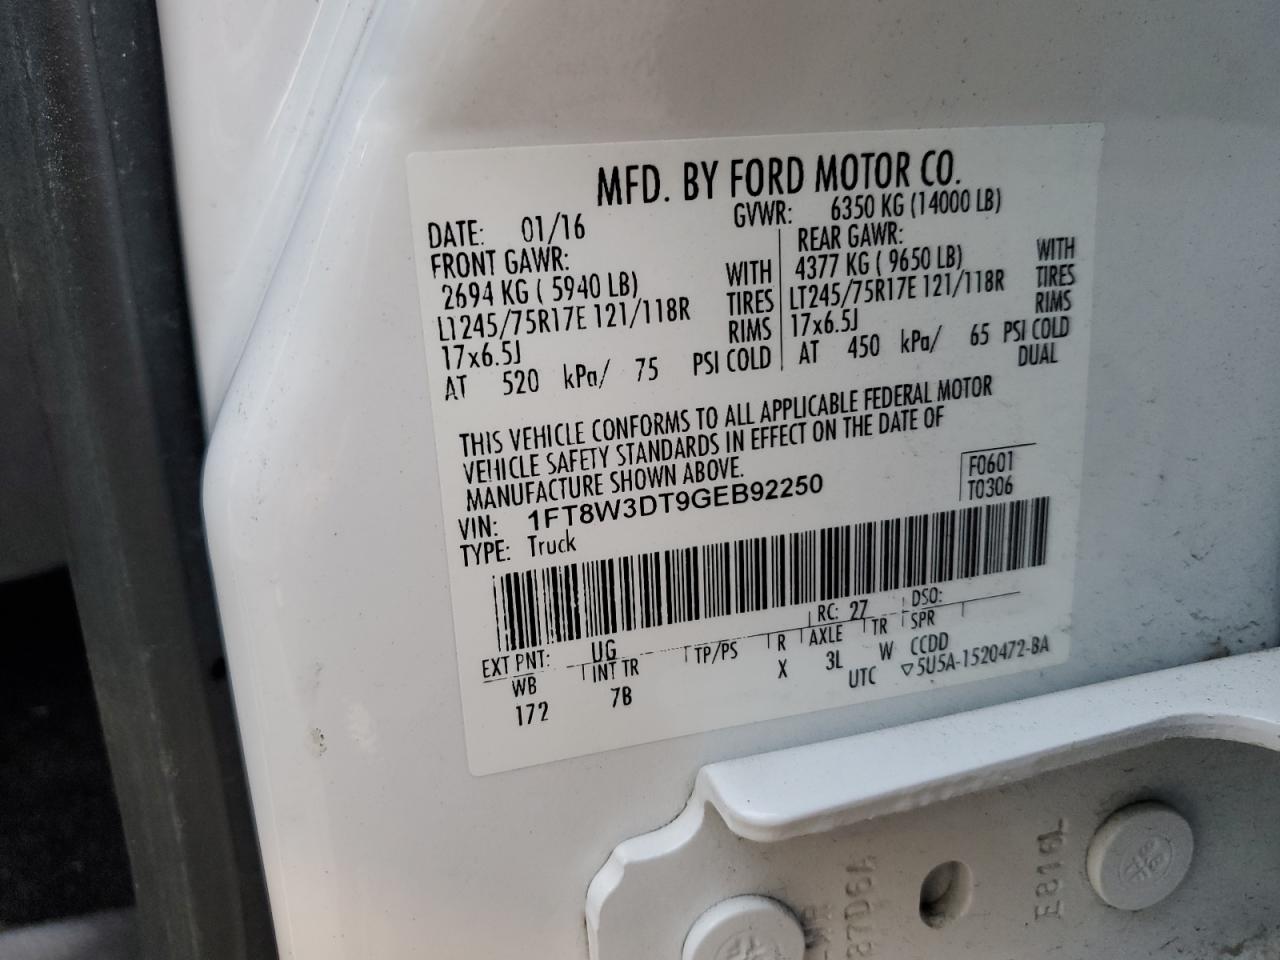 MFD. BY FORD MOTOR CO.
DATE: 01/16 GVWR: 6350 KG (14000 LB)
FRONT GAWR: REAR GAWR:
2694 KG ( 5940 LB) WITH 4377 KG ( 9650 LB) WITH
LT245/75R17E 121/118R TIRES LT245/75R17E 121/118R TIRES
17x6.5J RIMS 17x6.5J RIMS
AT 520 kPa/ 75 PSI COLD AT 450 kPa/ 65 PSI COLD
DUAL
THIS VEHICLE CONFORMS TO ALL APPLICABLE FEDERAL MOTOR
VEHICLE SAFETY STANDARDS IN EFFECT ON THE DATE OF
MANUFACTURE SHOWN ABOVE.
VIN: 1FT8W3DT9GEB92250 F0601
TYPE: Truck T0306
EXT PNT: UG RC: 27 DSO:
WB INT TR TP/PS R AXLE TR SPR
172 7B X 3L W CCDD
UTC ▽5U5A-1520472-BA
E816L